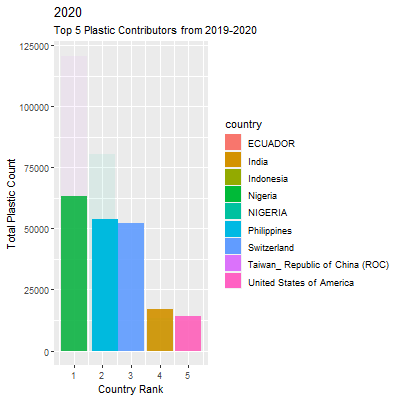 2020
Top 5 Plastic Contributors from 2019-2020
125000
100000
75000
50000
25000
0
Total Plastic Count
1 2 3 4 5
Country Rank
country
ECUADOR
India
Indonesia
Nigeria
NIGERIA
Philippines
Switzerland
Taiwan_ Republic of China (ROC)
United States of America